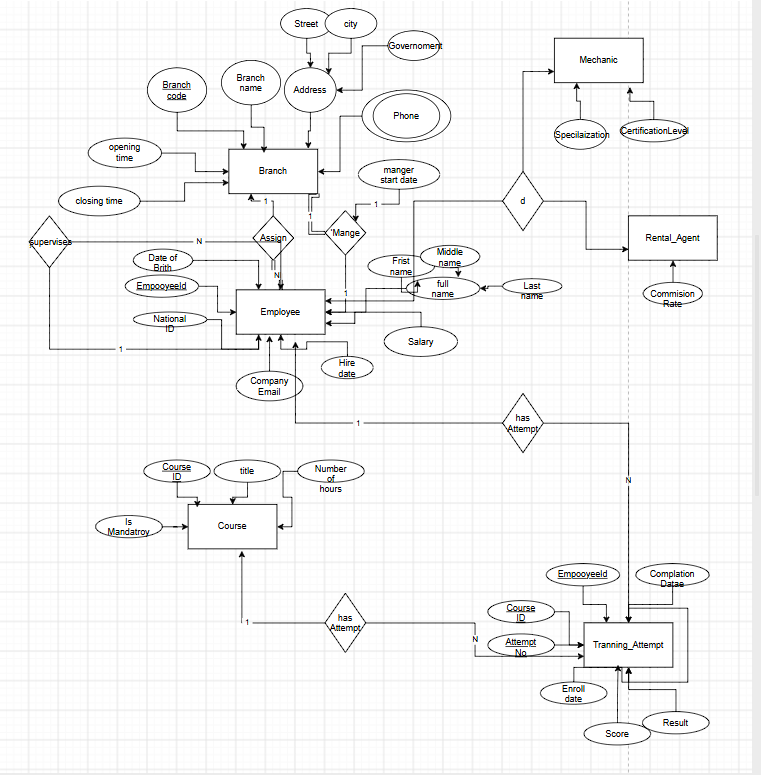 Street
city
Governoment
Mechanic
Branch
code
Branch
name
Address
Phone
Specilaization
CertificationLevel
opening
time
Branch
manger
start date
closing time
1
1
1
d
supervises
N
Assign
'Mange
Rental_Agent
Date of
Brith
N
Frist
name
Middle
name
Empooyeeld
full
name
Last
name
1
Commision
Rate
National
ID
Employee
Salary
1
Hire
date
Company
Email
has
Attempt
1
Course
ID
title
Number
of
hours
N
Is
Mandatroy
Course
Empooyeeld
Complation
Datae
Course
ID
has
Attempt
1
N
Attempt
No
Tranning_Attempt
Enroll
date
Result
Score